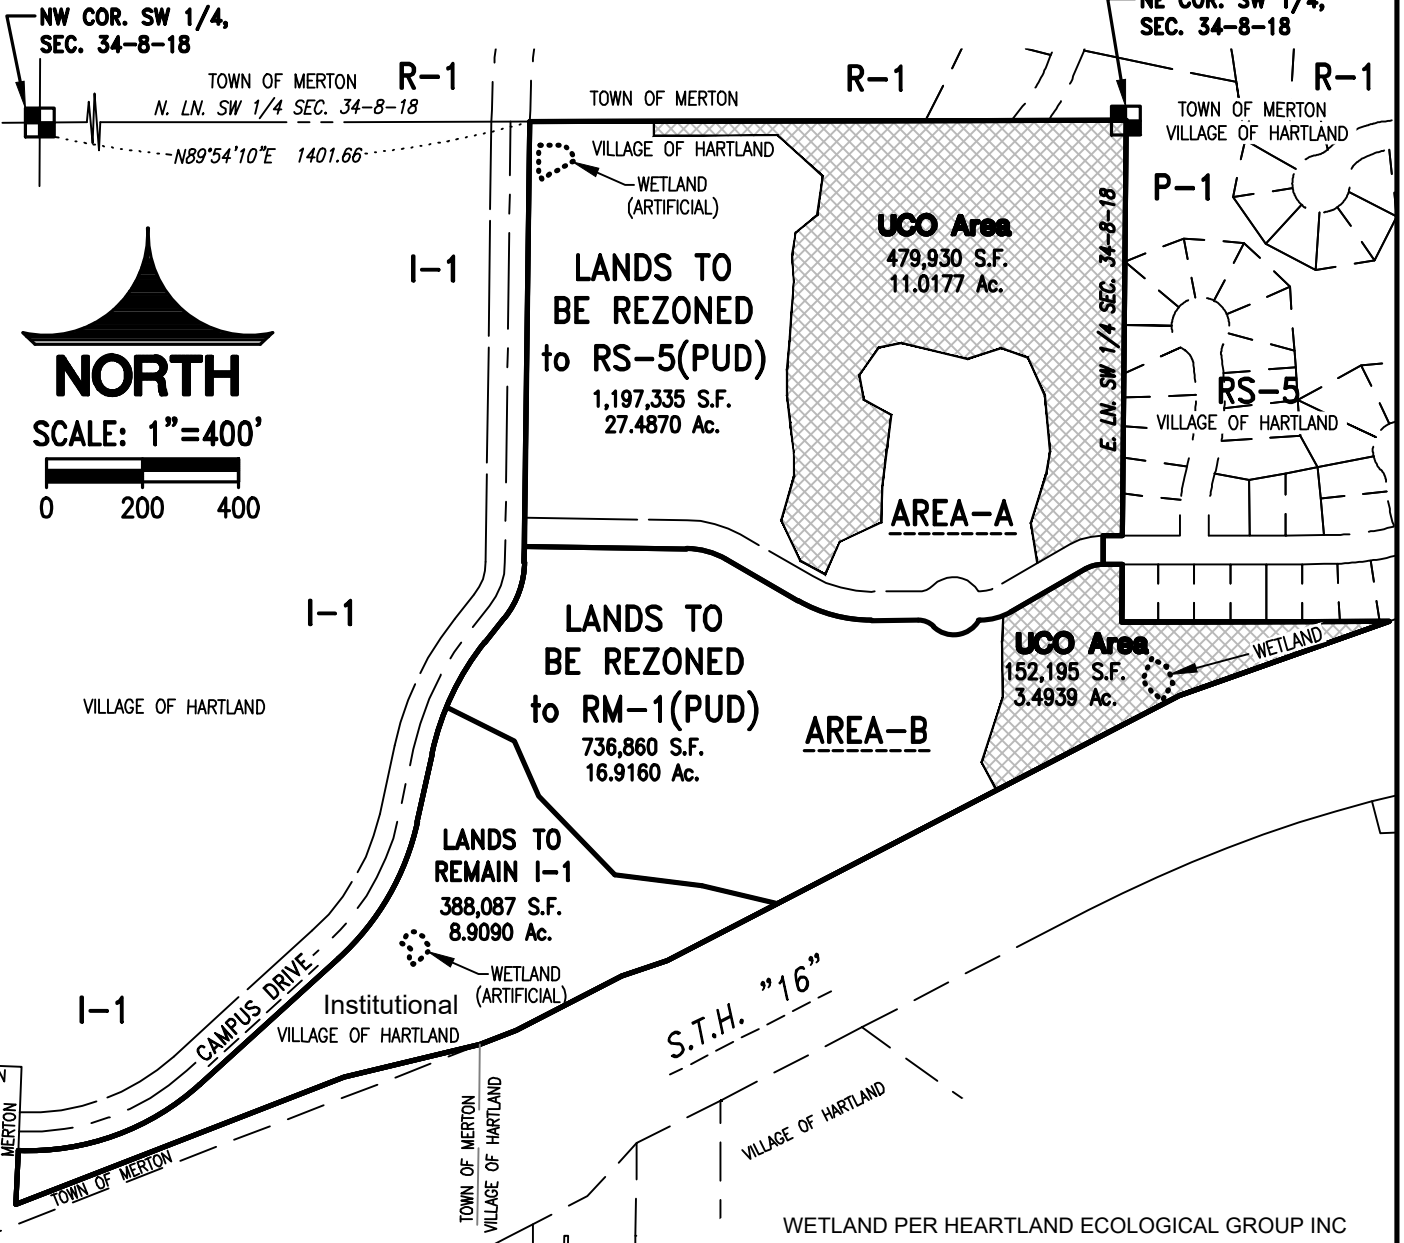 NW COR. SW 1/4,
SEC. 34-8-18
NE COR. SW 1/4,
SEC. 34-8-18
TOWN OF MERTON
R-1
N. LN. SW 1/4 SEC. 34-8-18
N89°54'10"E 1401.66
TOWN OF MERTON
R-1
R-1
TOWN OF MERTON
VILLAGE OF HARTLAND
P-1
VILLAGE OF HARTLAND
WETLAND
(ARTIFICIAL)
UCO Area
479,930 S.F.
11.0177 Ac.
E. LN. SW 1/4 SEC. 34-8-18
I-1
LANDS TO
BE REZONED
to RS-5(PUD)
1,197,335 S.F.
27.4870 Ac.
NORTH
SCALE: 1"=400'
0 200 400
RS-5
VILLAGE OF HARTLAND
AREA-A
I-1
VILLAGE OF HARTLAND
LANDS TO
BE REZONED
to RM-1(PUD)
736,860 S.F.
16.9160 Ac.
AREA-B
UCO Area
152,195 S.F.
3.4939 Ac.
WETLAND
LANDS TO
REMAIN I-1
388,087 S.F.
8.9090 Ac.
WETLAND
(ARTIFICIAL)
Institutional
VILLAGE OF HARTLAND
I-1
CAMPUS DRIVE
S.T.H. "16"
MERTON
TOWN OF MERTON
TOWN OF MERTON
VILLAGE OF HARTLAND
VILLAGE OF HARTLAND
WETLAND PER HEARTLAND ECOLOGICAL GROUP INC